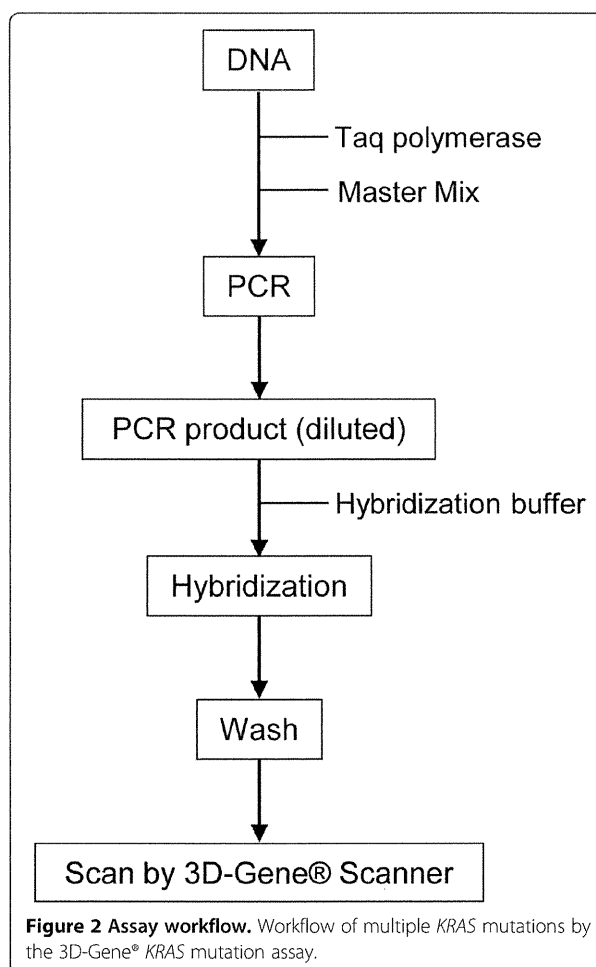 DNA
Taq polymerase
Master Mix
PCR
PCR product (diluted)
Hybridization buffer
Hybridization
Wash
Scan by 3D-Gene® Scanner
Figure 2 Assay workflow. Workflow of multiple KRAS mutations by
the 3D-Gene® KRAS mutation assay.